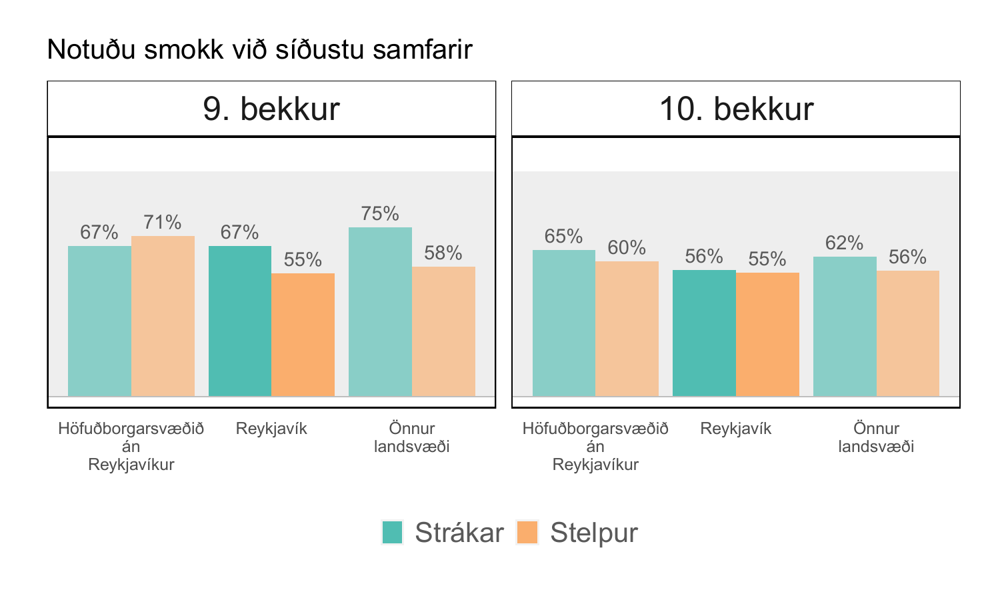 Notuðu smokk við síðustu samfarir
9. bekkur
67%
71%
67%
55%
75%
58%
Höfuðborgarsvæðið
án
Reykjavíkur
Reykjavík
Önnur
landsvæði
10. bekkur
65%
60%
56%
55%
62%
56%
Höfuðborgarsvæðið
án
Reykjavíkur
Reykjavík
Önnur
landsvæði
Strákar
Stelpur